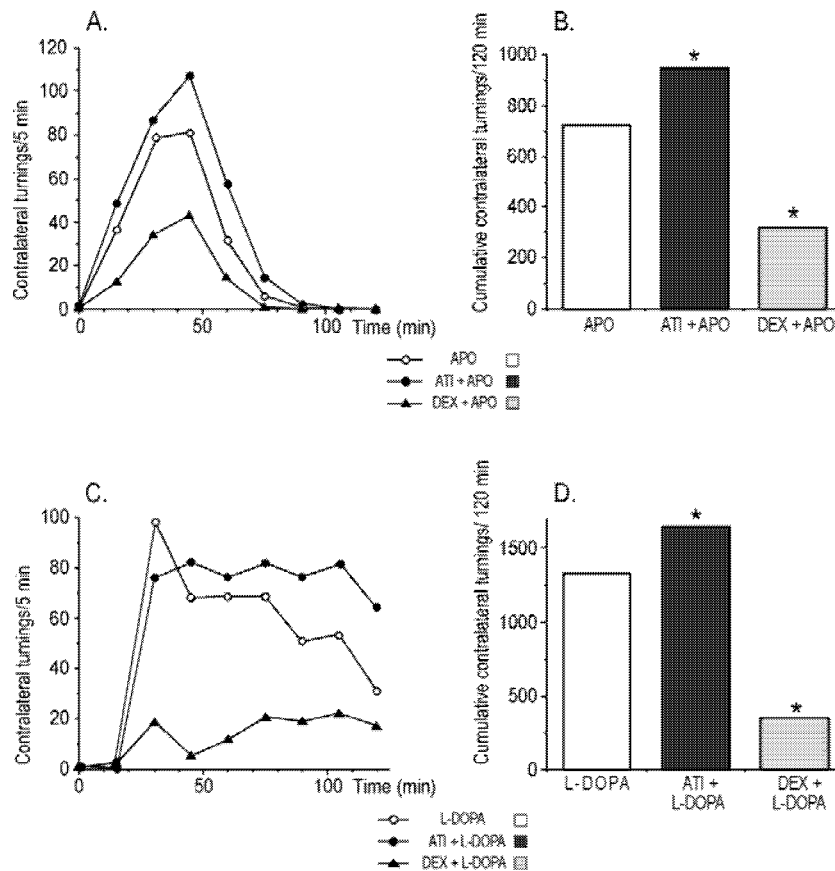 A.
Contralateral turnings/5 min
120
100
80
60
40
20
0
0
50
100
Time (min)
B.
Cumulative contralateral turnings/120 min
1000
800
600
400
200
0
*
*
APO
ATI + APO
DEX + APO
APO
ATI + APO
DEX + APO
C.
Contralateral turnings/5 min
100
80
60
40
20
0
0
50
100
Time (min)
D.
Cumulative contralateral turnings/ 120 min
1500
1000
500
0
*
*
L-DOPA
ATI +
L-DOPA
DEX +
L-DOPA
L-DOPA
ATI + L-DOPA
DEX + L-DOPA